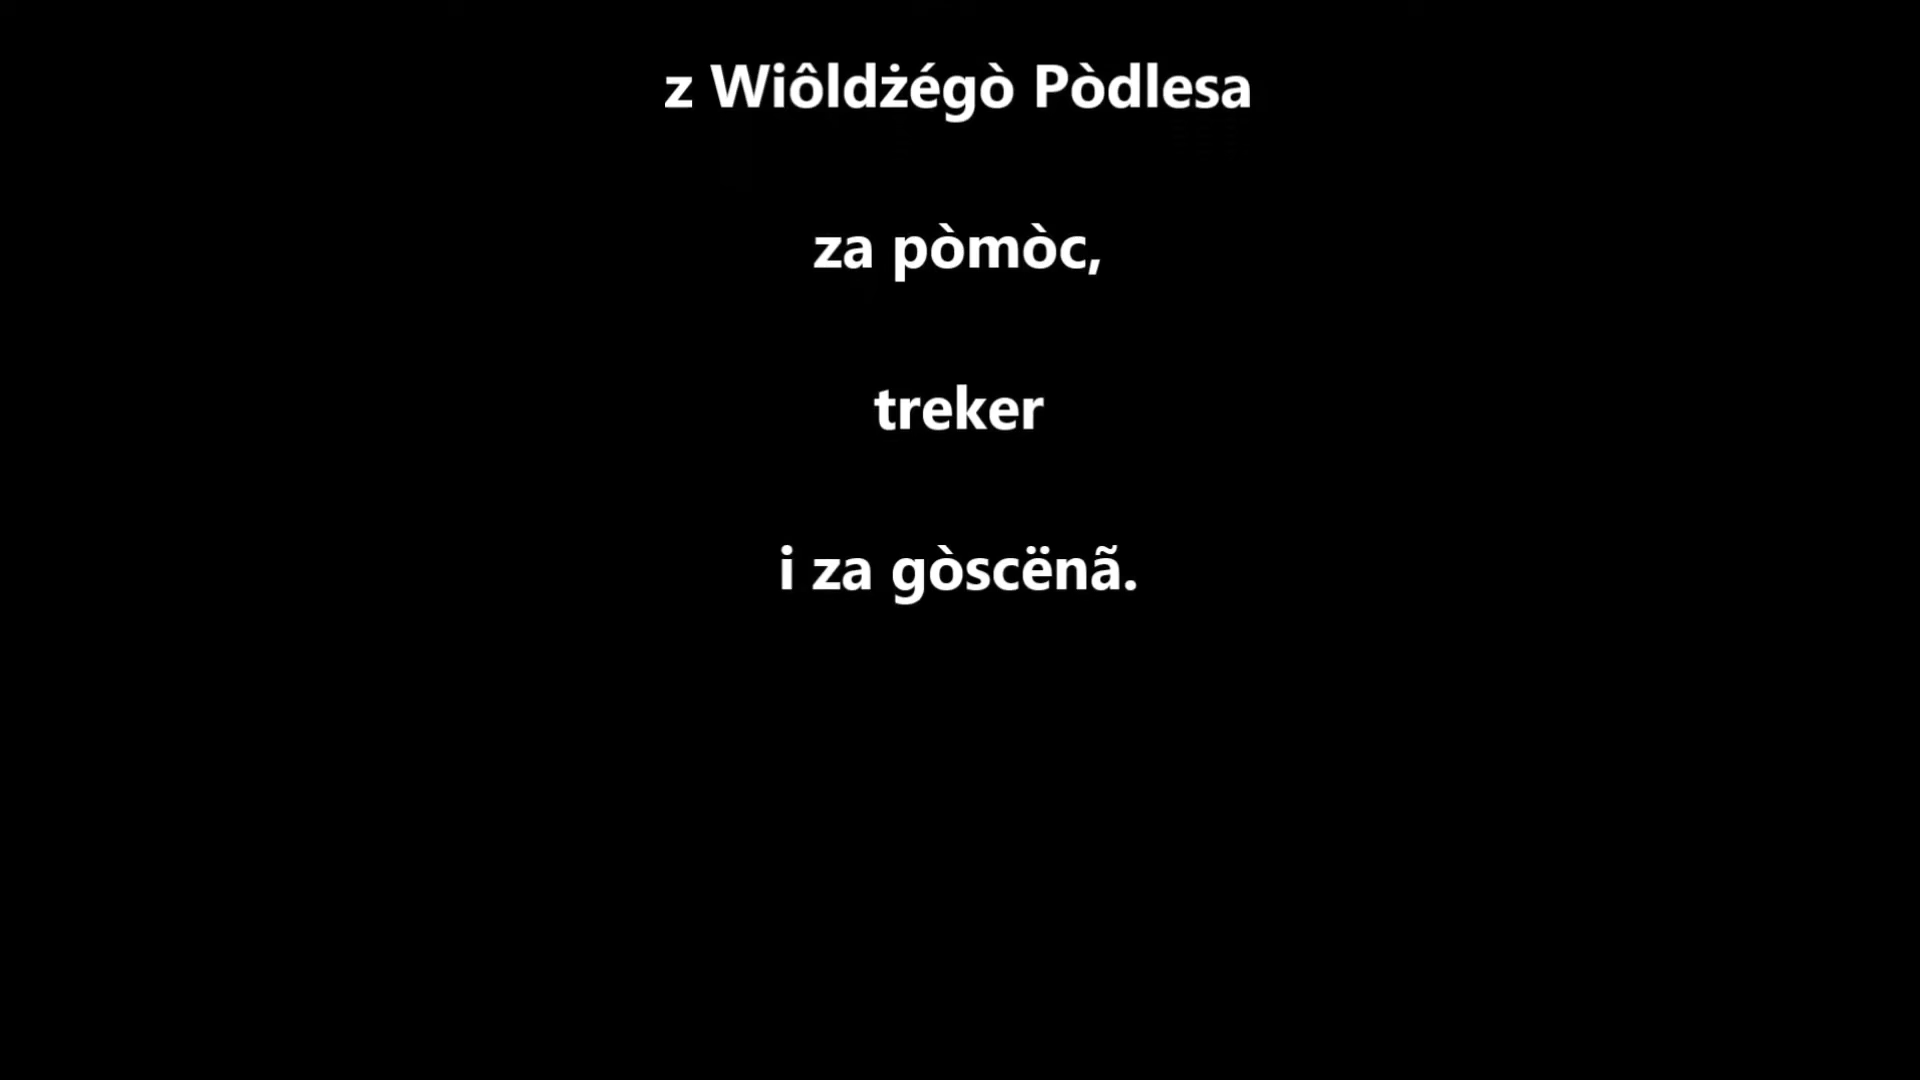 z Wiôldżégò Pòdlesa
za pòmòc,
treker
i za gòscënã.